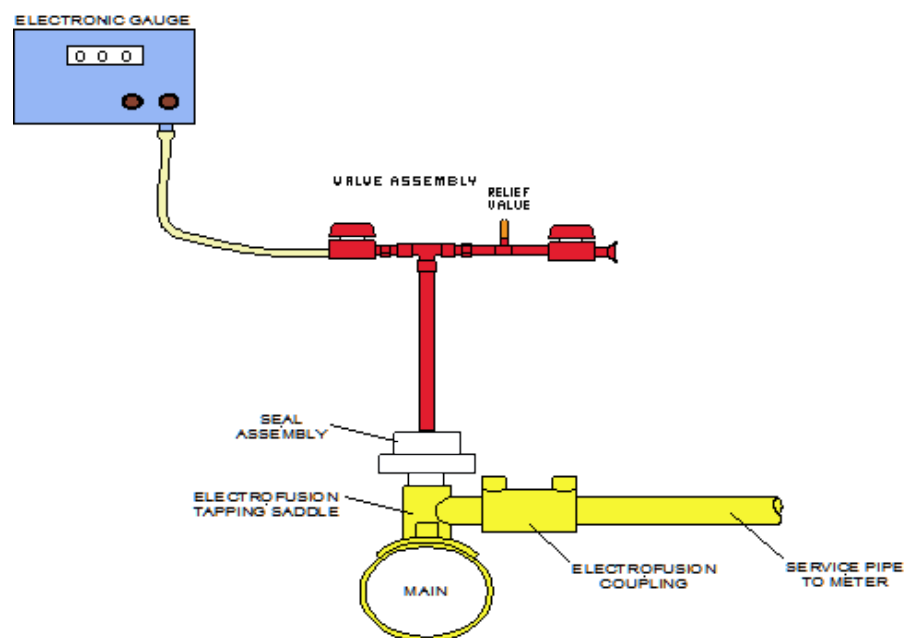 ELECTRONIC GAUGE
0 0 0
VALVE ASSEMBLY
RELIEF
VALUE
SEAL
ASSEMBLY
ELECTROFUSION
TAPPING SADDLE
MAIN
ELECTROFUSION
COUPLING
SERVICE PIPE
TO METER